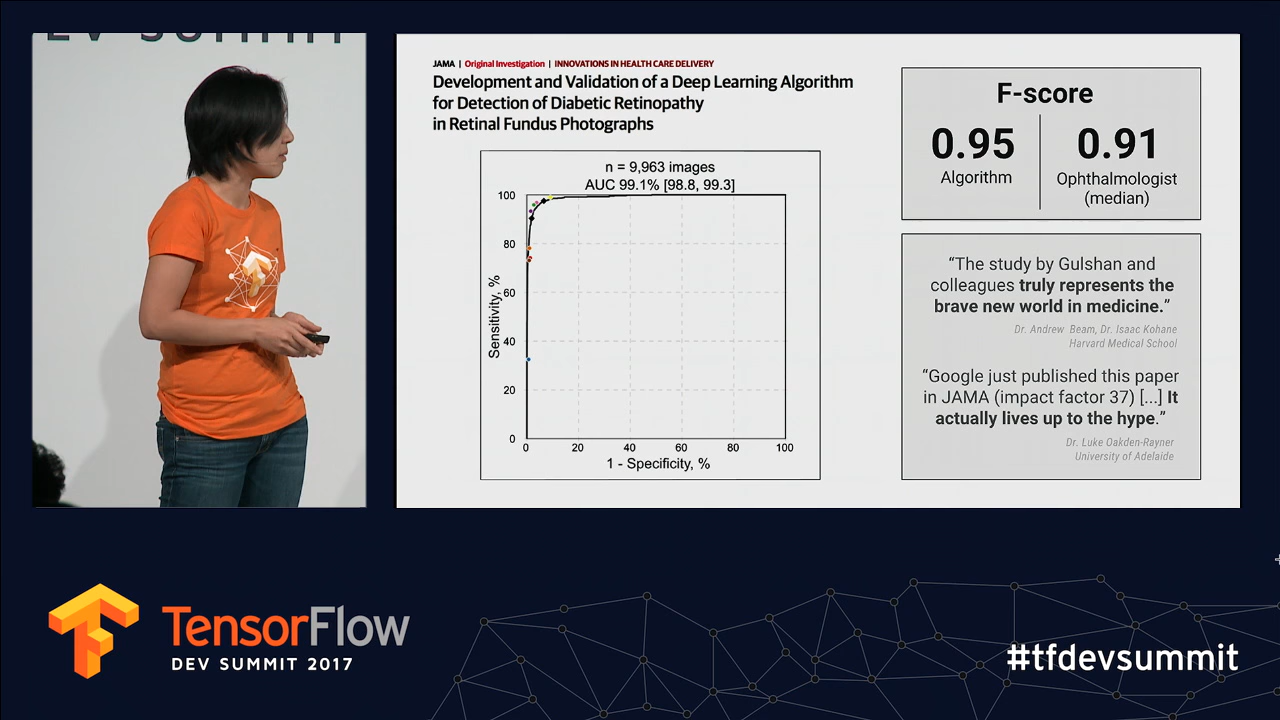 EV SUMMIT
JAMA | Original Investigation | INNOVATIONS IN HEALTH CARE DELIVERY
Development and Validation of a Deep Learning Algorithm
for Detection of Diabetic Retinopathy
in Retinal Fundus Photographs
n = 9,963 images
AUC 99.1% [98.8, 99.3]
100
80
60
40
20
0
Sensitivity, %
0 20 40 60 80 100
1 - Specificity, %
F-score
0.95 0.91
Algorithm Ophthalmologist
(median)
“The study by Gulshan and
colleagues truly represents the
brave new world in medicine.”
Dr. Andrew Beam, Dr. Isaac Kohane
Harvard Medical School
“Google just published this paper
in JAMA (impact factor 37) [...] It
actually lives up to the hype.”
Dr. Luke Oakden-Rayner
University of Adelaide
TensorFlow
DEV SUMMIT 2017
#tfdevsummit